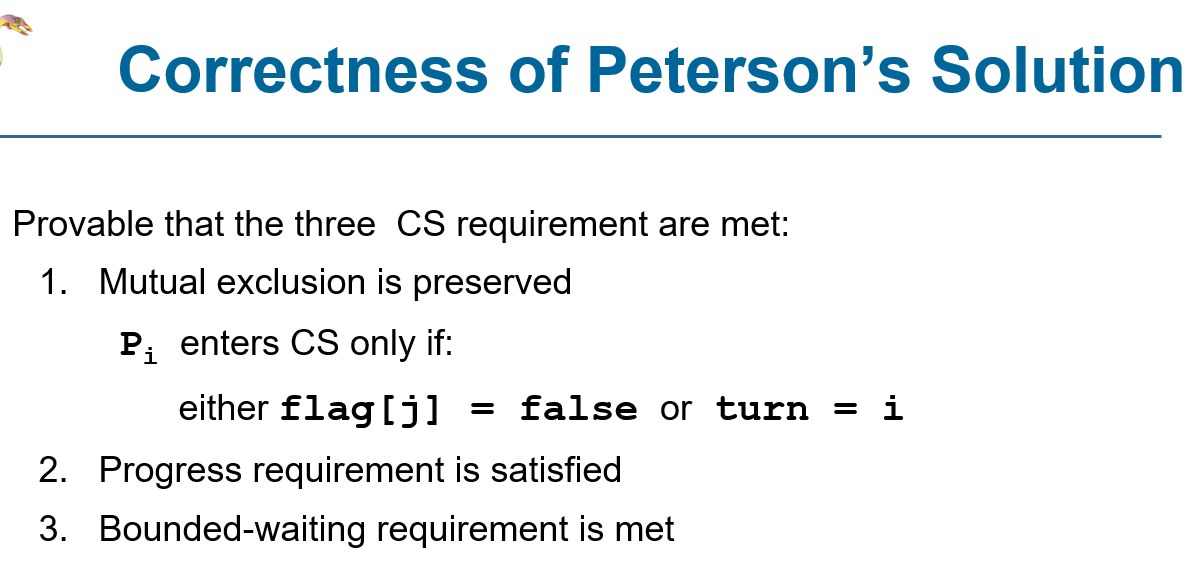 Correctness of Peterson’s Solution
Provable that the three  CS requirement are met:
1. Mutual exclusion is preserved
Pi enters CS only if:
either flag[j] = false or turn = i
2. Progress requirement is satisfied
3. Bounded-waiting requirement is met